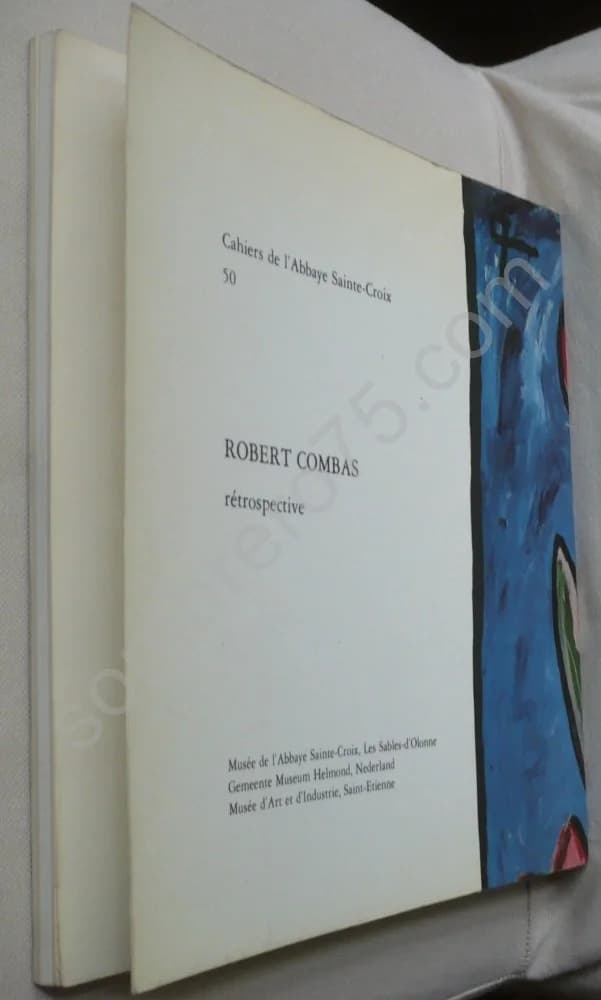 Cahiers de l'Abbaye Sainte-Croix
50
ROBERT COMBAS
rétrospective
Musée de l'Abbaye Sainte-Croix, Les Sables-d'Olonne
Gemeente Museum Helmond, Nederland
Musée d'Art et d'Industrie, Saint-Etienne